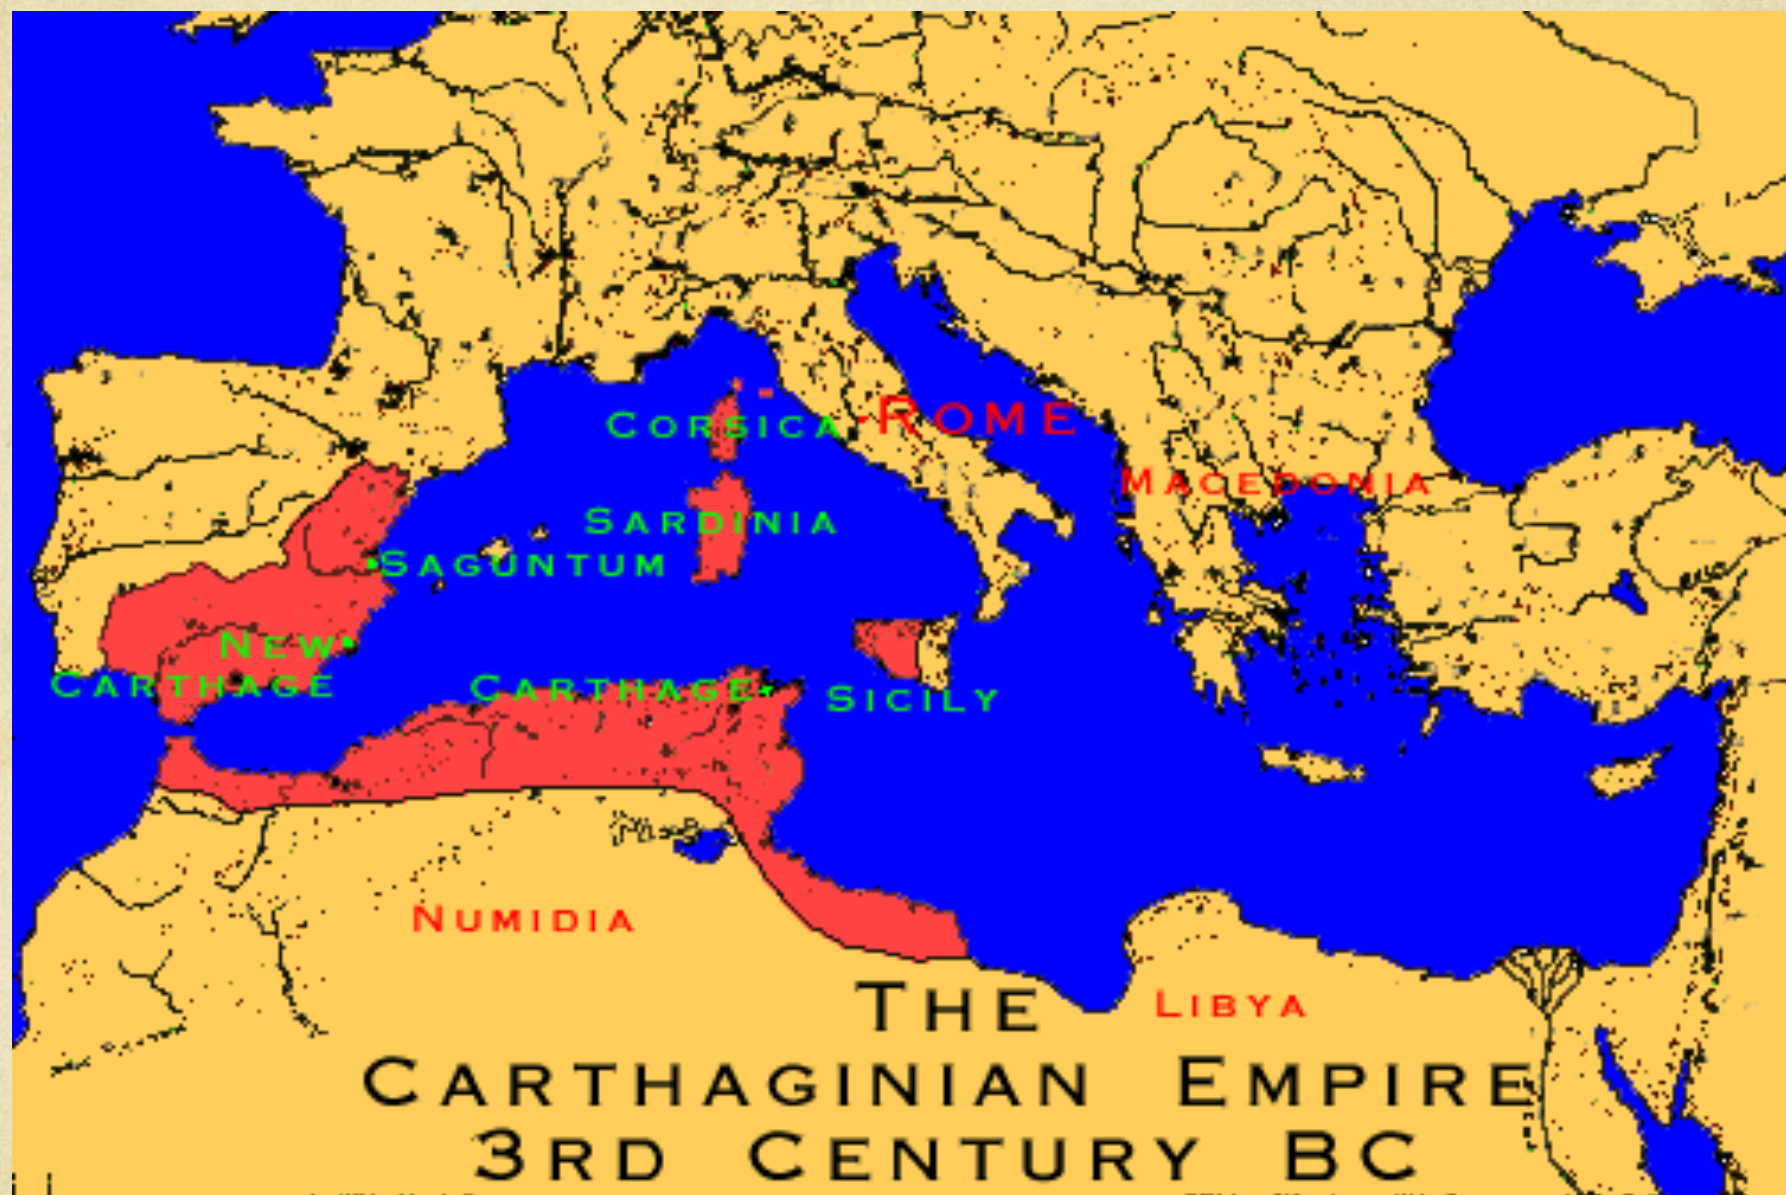 Corsica
Rome
Macedonia
Sardinia
Saguntum
New
Carthage
Carthage
Sicily
Numidia
Libya
The
Carthaginian Empire
3rd Century BC